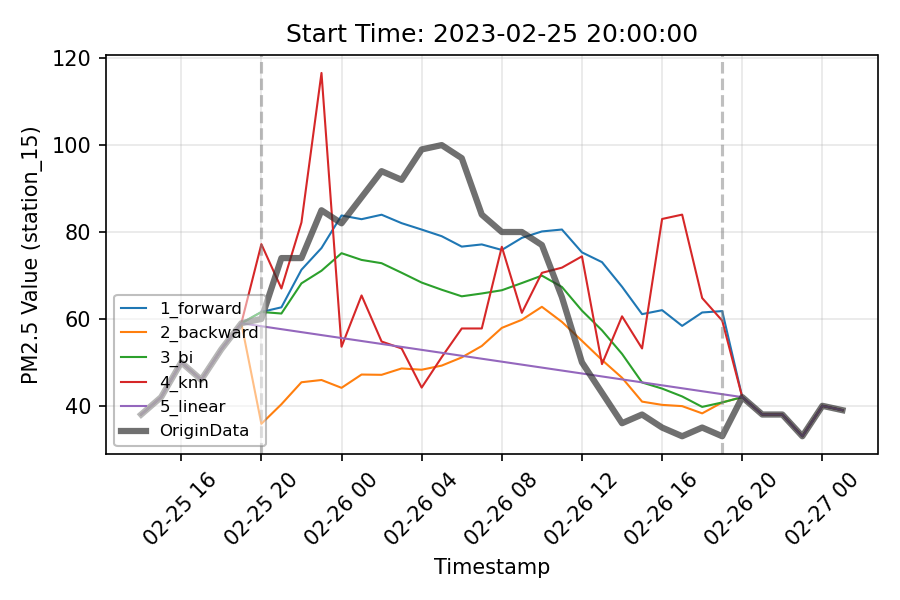 Start Time: 2023-02-25 20:00:00
PM2.5 Value (station_15)
120
100
80
60
40
1_forward
2_backward
3_bi
4_knn
5_linear
OriginData
02-25 16
02-25 20
02-26 00
02-26 04
02-26 08
02-26 12
02-26 16
02-26 20
02-27 00
Timestamp